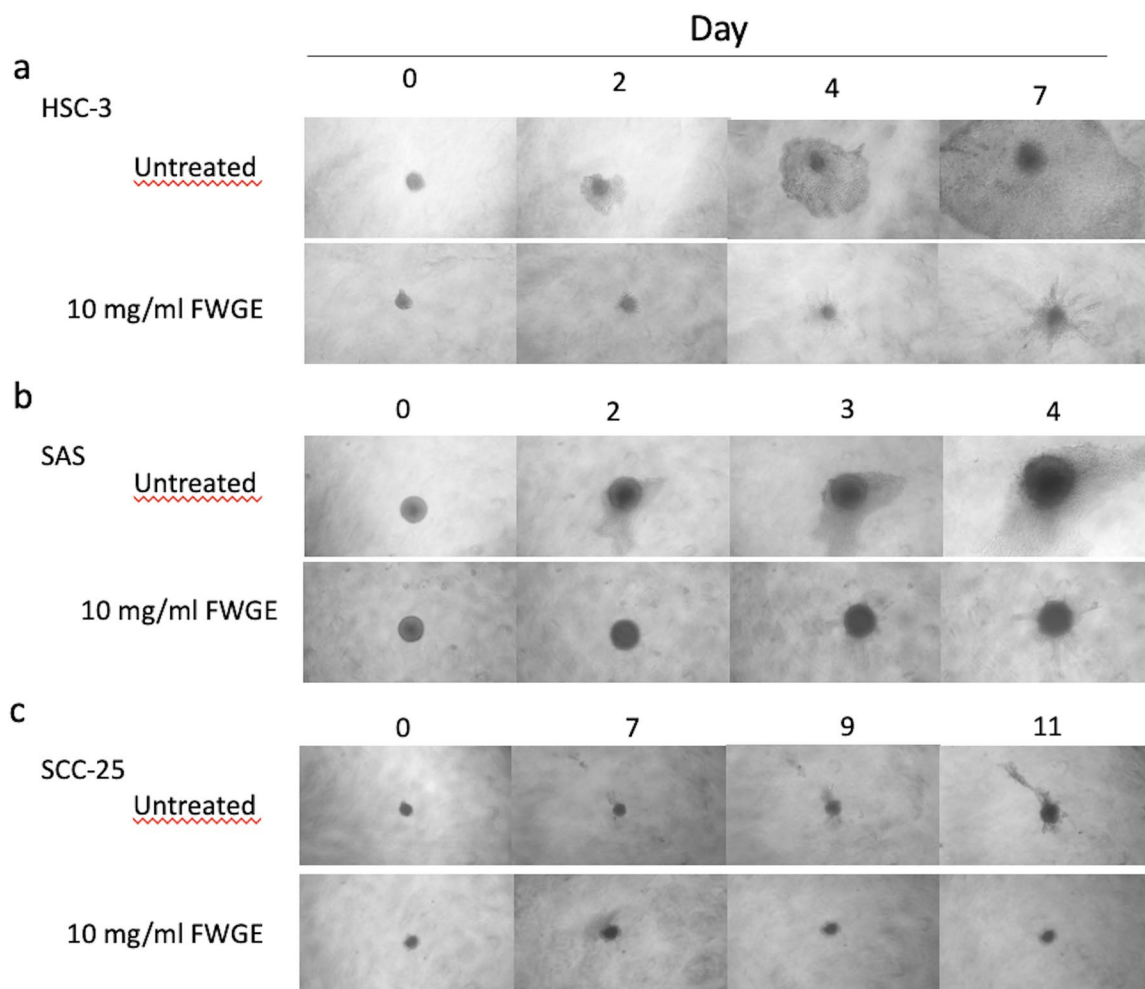 Day
a
0 2 4 7
HSC-3
Untreated
10 mg/ml FWGE
b
0 2 3 4
SAS
Untreated
10 mg/ml FWGE
c
0 7 9 11
SCC-25
Untreated
10 mg/ml FWGE